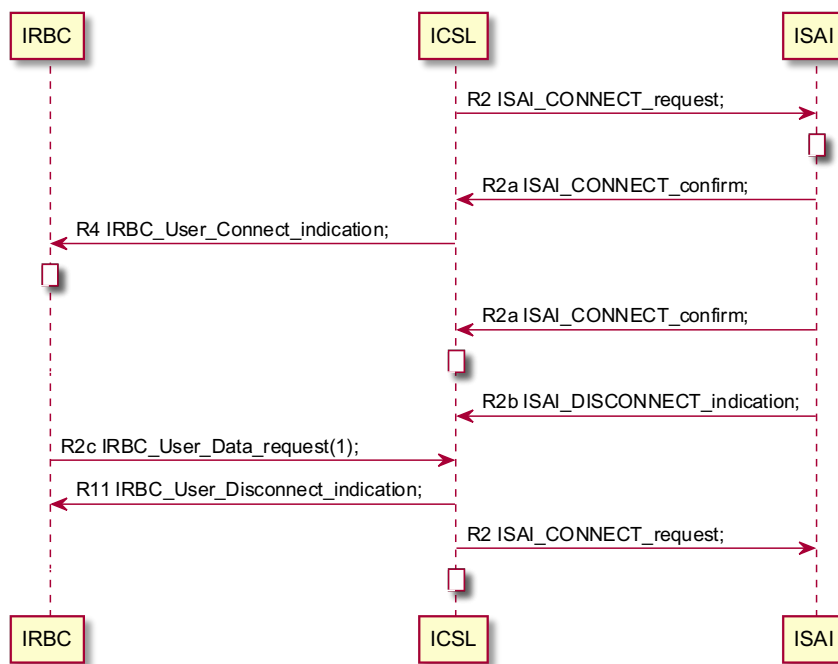 IRBC ICSL ISAI
R2 ISAI_CONNECT_request;
R2a ISAI_CONNECT_confirm;
R4 IRBC_User_Connect_indication;
R2a ISAI_CONNECT_confirm;
R2b ISAI_DISCONNECT_indication;
R2c IRBC_User_Data_request(1);
R11 IRBC_User_Disconnect_indication;
R2 ISAI_CONNECT_request;
IRBC ICSL ISAI